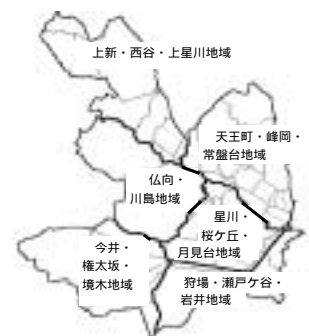 上新・西谷・上星川地域
天王町・峰岡・
常盤台地域
仏向・
川島地域
星川・
桜ケ丘・
月見台地域
今井・
権太坂・
境木地域
狩場・瀬戸ケ谷・
岩井地域